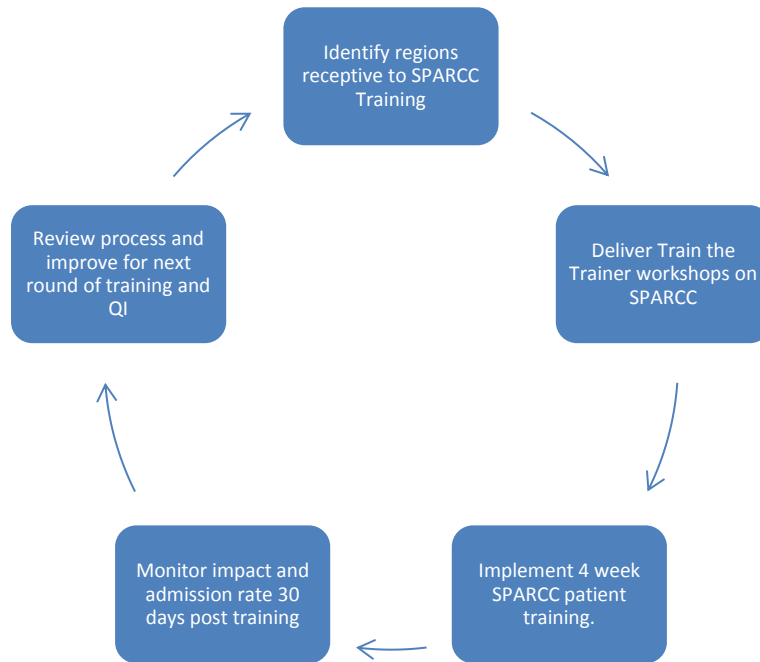 Identify regions
receptive to SPARCC
Training
Deliver Train the
Trainer workshops on
SPARCC
Implement 4 week
SPARCC patient
training.
Monitor impact and
admission rate 30
days post training
Review process and
improve for next
round of training and
QI